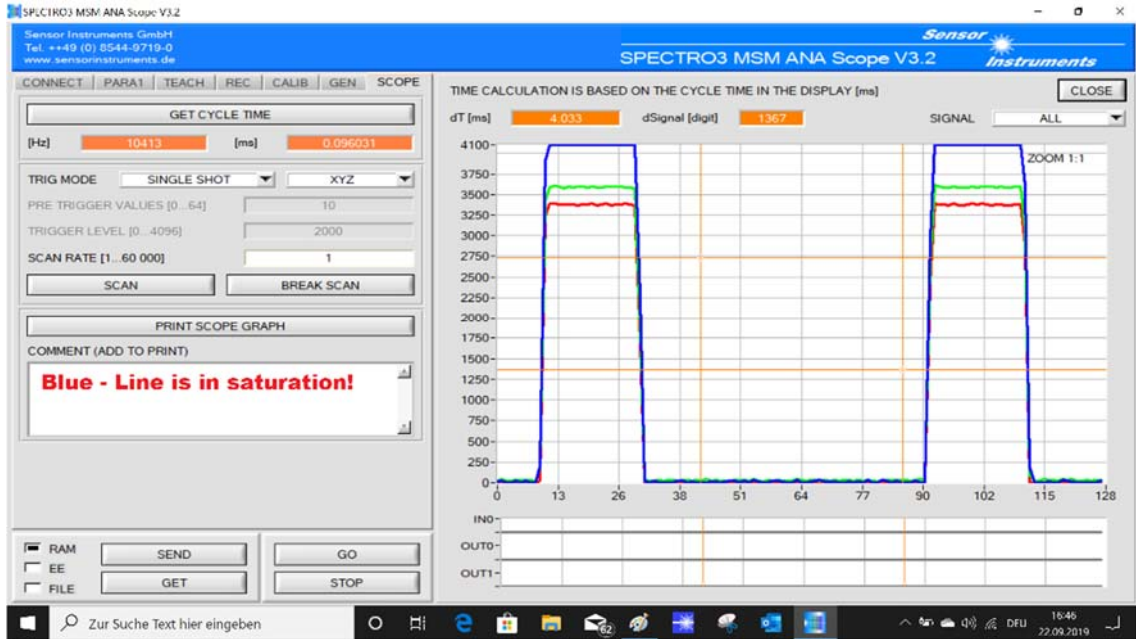 SPECTRO3 MSM ANA Scope V3.2
Sensor Instruments GmbH
Tel. ++49 (0) 8544-9719-0
www.sensorinstruments.de
Sensor
Instruments
SPECTRO3 MSM ANA Scope V3.2
CONNECT PARA1 TEACH REC CALIB GEN SCOPE
GET CYCLE TIME
[Hz] 10413 [ms] 0.096031
TRIG MODE SINGLE SHOT XYZ
PRE TRIGGER VALUES [0..64] 10
TRIGGER LEVEL [0...4096] 2000
SCAN RATE [1...60 000] 1
SCAN BREAK SCAN
PRINT SCOPE GRAPH
COMMENT (ADD TO PRINT)
Blue - Line is in saturation!
RAM
EE
FILE
SEND GO
GET STOP
TIME CALCULATION IS BASED ON THE CYCLE TIME IN THE DISPLAY [ms]
CLOSE
dT [ms] 4.033 dSignal [digit] 1367 SIGNAL ALL
ZOOM 1:1
4100
3750
3500
3250
3000
2750
2500
2250
2000
1750
1500
1250
1000
750
500
250
0
0 13 26 38 51 64 77 90 102 115 128
IN0
OUT0
OUT1
Zur Suche Text hier eingeben
62
DEU
16:46
22.09.2019